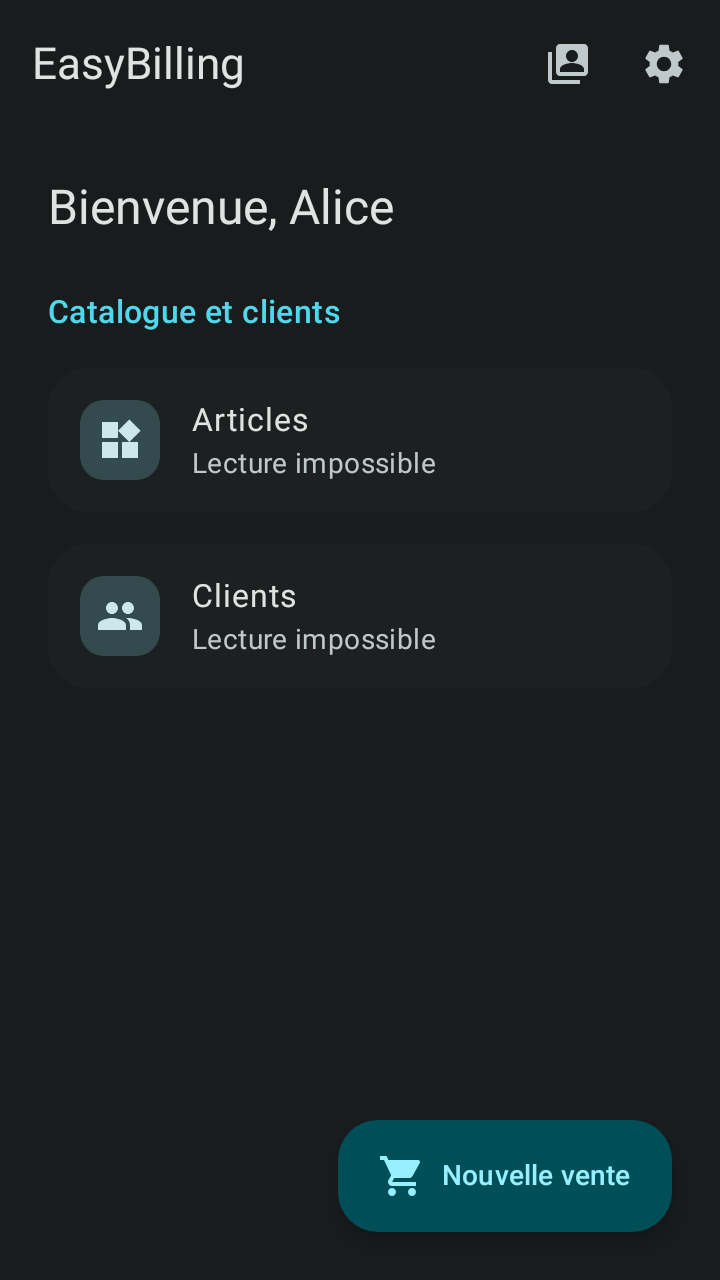 EasyBilling
Bienvenue, Alice
Catalogue et clients
Articles
Lecture impossible
Clients
Lecture impossible
Nouvelle vente